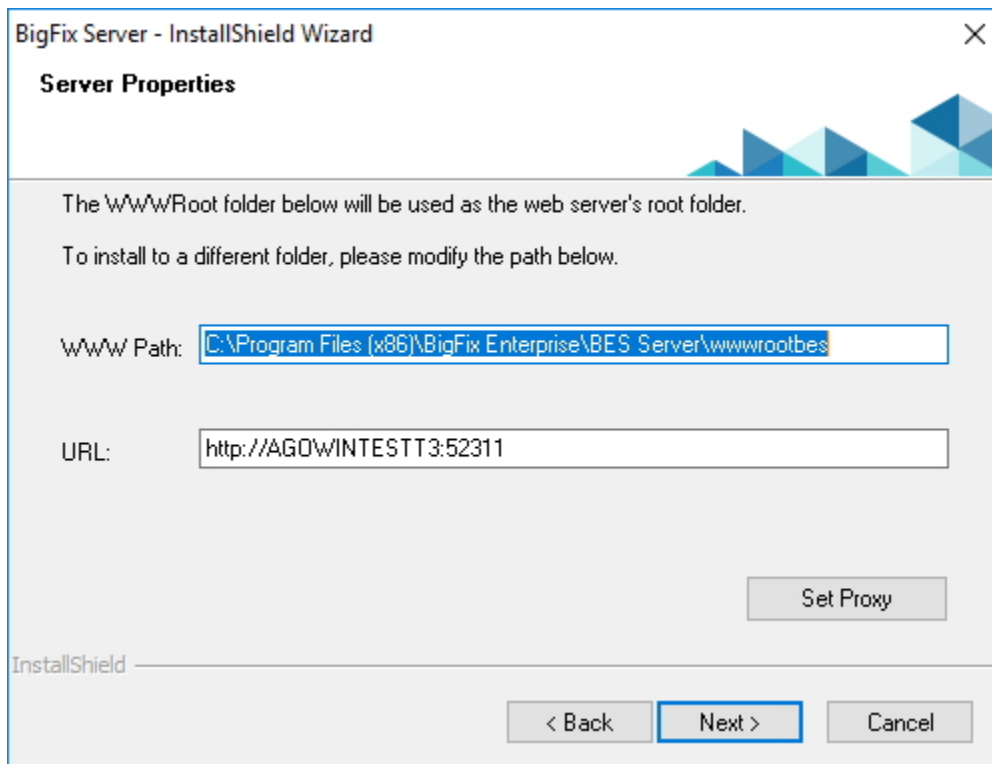 BigFix Server - InstallShield Wizard
Server Properties
The WWWRoot folder below will be used as the web server's root folder.
To install to a different folder, please modify the path below.
WWW Path: C:\Program Files (x86)\BigFix Enterprise\BES Server\wwwrootbes
URL: http://AGOWINTESTT3:52311
Set Proxy
InstallShield
< Back Next > Cancel